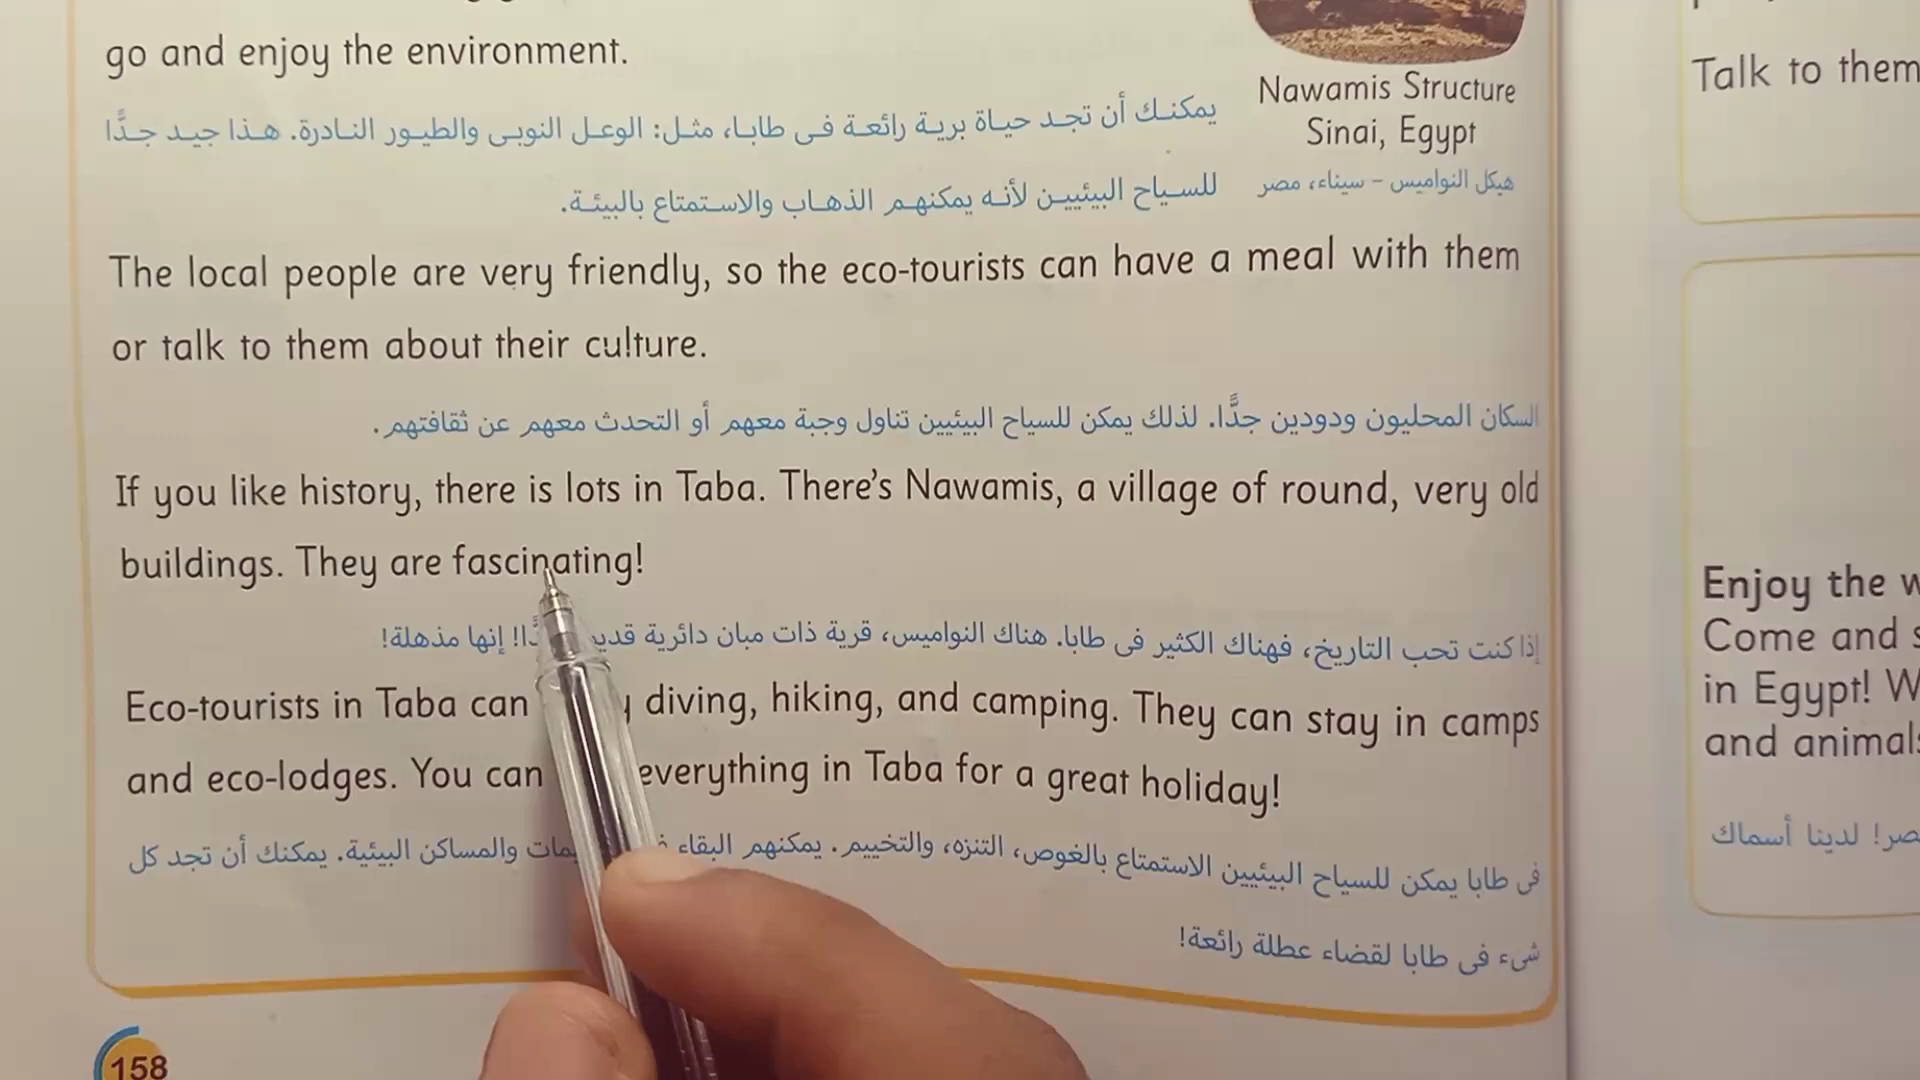 go and enjoy the environment.
يمكنك أن تجد حياة برية رائعة فى طابا، مثل: الوعل النوبى والطيور النادرة. هذا جيد جدًّا
للسياح البيئيين لأنه يمكنهم الذهاب والاستمتاع بالبيئة.
Nawamis Structure
Sinai, Egypt
هيكل النواميس – سيناء، مصر
The local people are very friendly, so the eco-tourists can have a meal with them
or talk to them about their culture.
السكان المحليون ودودين جدًّا. لذلك يمكن للسياح البيئيين تناول وجبة معهم أو التحدث معهم عن ثقافتهم.
If you like history, there is lots in Taba. There's Nawamis, a village of round, very old
buildings. They are fascinating!
إذا كنت تحب التاريخ، فهناك الكثير فى طابا. هناك النواميس، قرية ذات مبان دائرية إنها مذهلة!
Eco-tourists in Taba can diving, hiking, and camping. They can stay in camps
and eco-lodges. You can everything in Taba for a great holiday!
فى طابا يمكن للسياح البيئيين الاستمتاع بالغوص، التنزه، والتخييم. يمكنهم البقاء والمساكن البيئية. يمكنك أن تجد كل
شىء فى طابا لقضاء عطلة رائعة!
158
Talk to them
Enjoy the
Come and
in Egypt!
and animals
لدينا أسماك